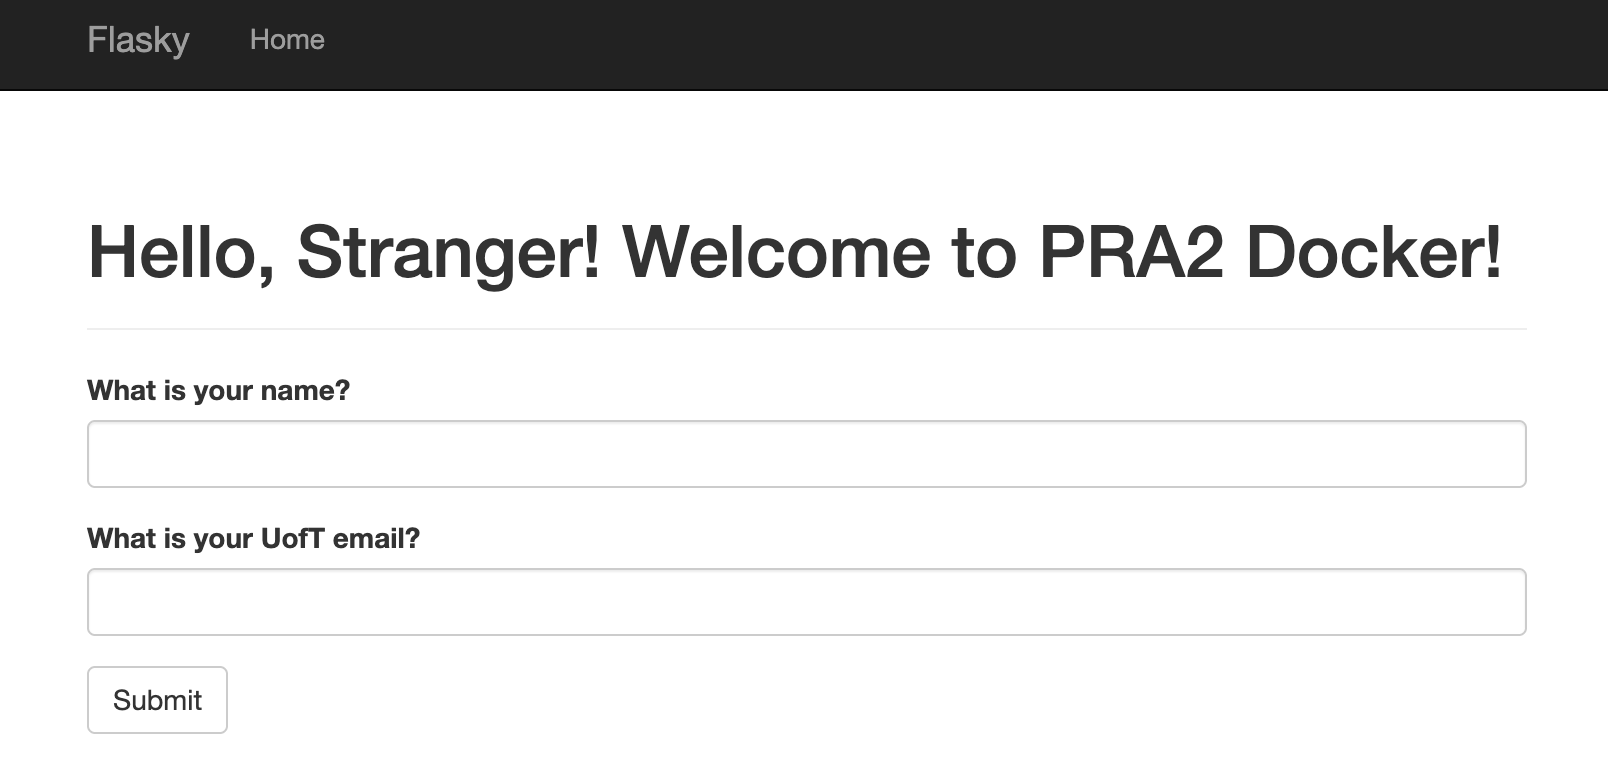 Flasky Home
Hello, Stranger! Welcome to PRA2 Docker!
What is your name?
What is your UofT email?
Submit